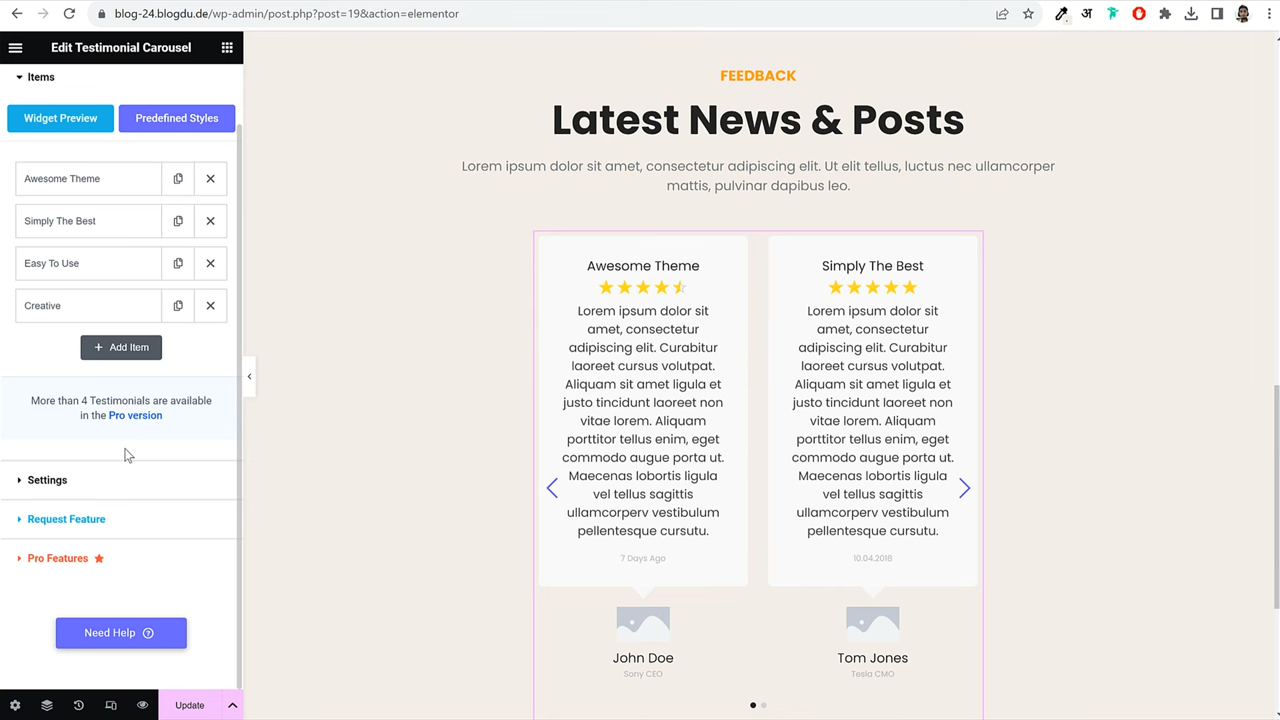 blog-24.blogdu.de/wp-admin/post.php?post=19&action=elementor
अ
Edit Testimonial Carousel
Items
Widget Preview
Predefined Styles
Awesome Theme
Simply The Best
Easy To Use
Creative
+ Add Item
More than 4 Testimonials are available
in the Pro version
Settings
Request Feature
Pro Features
Need Help ?
Update
FEEDBACK
Latest News & Posts
Lorem ipsum dolor sit amet, consectetur adipiscing elit. Ut elit tellus, luctus nec ullamcorper
mattis, pulvinar dapibus leo.
Awesome Theme
Lorem ipsum dolor sit
amet, consectetur
adipiscing elit. Curabitur
laoreet cursus volutpat.
Aliquam sit amet ligula et
justo tincidunt laoreet non
vitae lorem. Aliquam
porttitor tellus enim, eget
commodo augue porta ut.
Maecenas lobortis ligula
vel tellus sagittis
ullamcorperv vestibulum
pellentesque cursutu.
7 Days Ago
John Doe
Sony CEO
Simply The Best
Lorem ipsum dolor sit
amet, consectetur
adipiscing elit. Curabitur
laoreet cursus volutpat.
Aliquam sit amet ligula et
justo tincidunt laoreet non
vitae lorem. Aliquam
porttitor tellus enim, eget
commodo augue porta ut.
Maecenas lobortis ligula
vel tellus sagittis
ullamcorperv vestibulum
pellentesque cursutu.
10.04.2018
Tom Jones
Tesla CMO